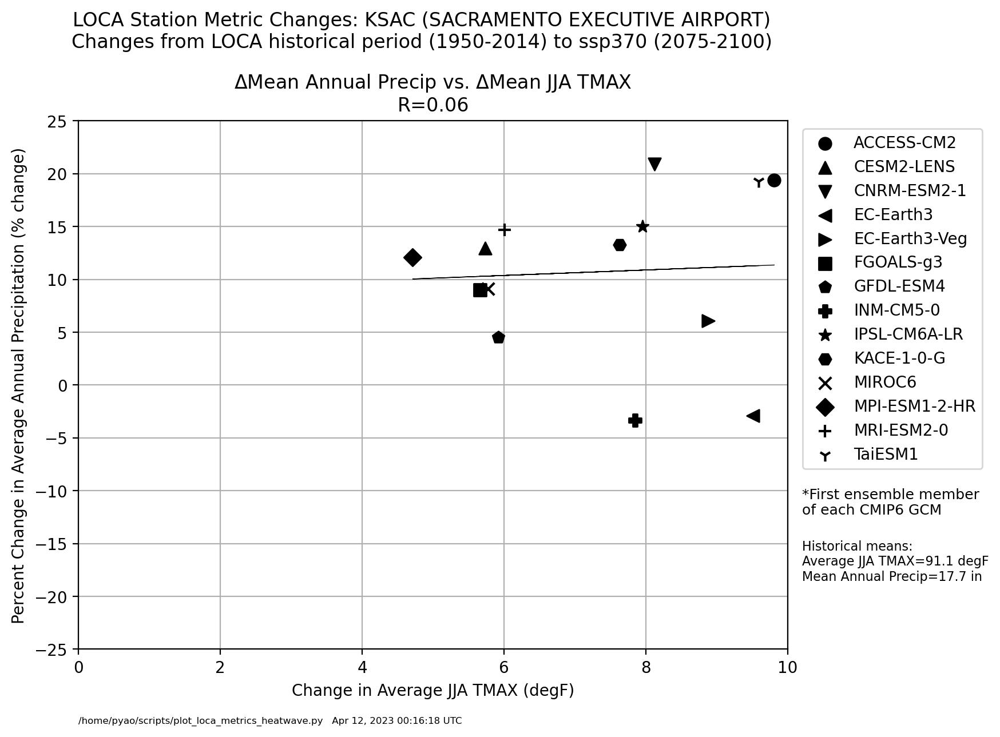 LOCA Station Metric Changes: KSAC (SACRAMENTO EXECUTIVE AIRPORT)
Changes from LOCA historical period (1950-2014) to ssp370 (2075-2100)
ΔMean Annual Precip vs. ΔMean JJA TMAX
R=0.06
Percent Change in Average Annual Precipitation (% change)
25
20
15
10
5
0
−5
−10
−15
−20
−25
0 2 4 6 8 10
Change in Average JJA TMAX (degF)
ACCESS-CM2
CESM2-LENS
CNRM-ESM2-1
EC-Earth3
EC-Earth3-Veg
FGOALS-g3
GFDL-ESM4
INM-CM5-0
IPSL-CM6A-LR
KACE-1-0-G
MIROC6
MPI-ESM1-2-HR
MRI-ESM2-0
TaiESM1
*First ensemble member
of each CMIP6 GCM
Historical means:
Average JJA TMAX=91.1 degF
Mean Annual Precip=17.7 in
/home/pyao/scripts/plot_loca_metrics_heatwave.py Apr 12, 2023 00:16:18 UTC